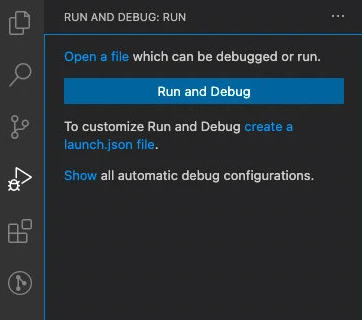 RUN AND DEBUG: RUN
Open a file which can be debugged or run.
Run and Debug
To customize Run and Debug create a
launch.json file.
Show all automatic debug configurations.